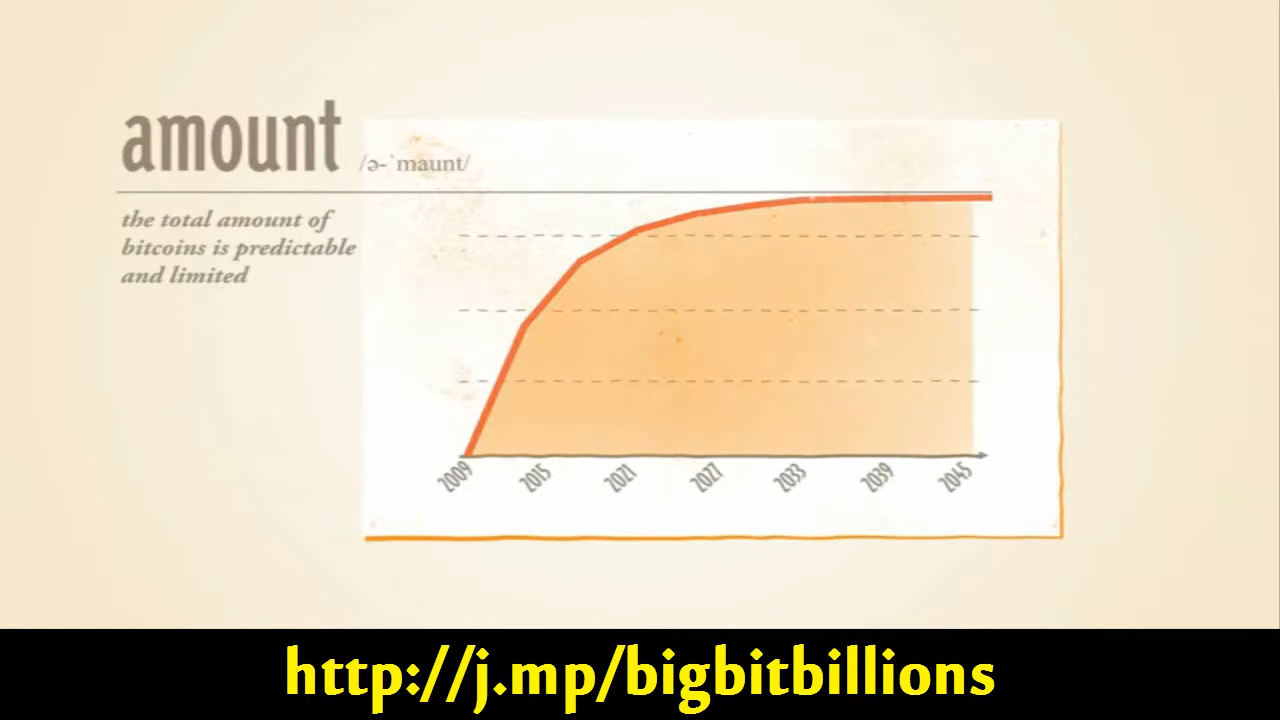 amount /ə-ˈmaunt/
the total amount of
bitcoins is predictable
and limited
2009 2015 2021 2027 2033 2039 2045
http://j.mp/bigbitbillions